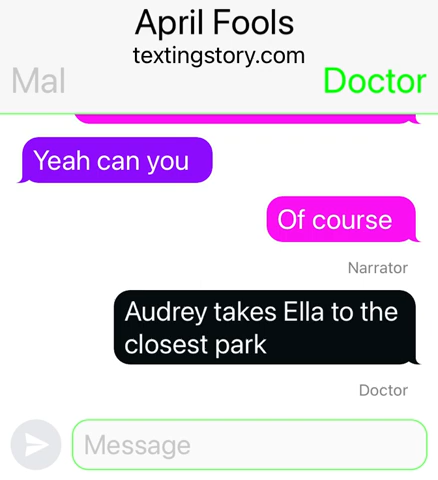 April Fools
textingstory.com
Mal
Doctor
Yeah can you
Of course
Narrator
Audrey takes Ella to the
closest park
Doctor
Message